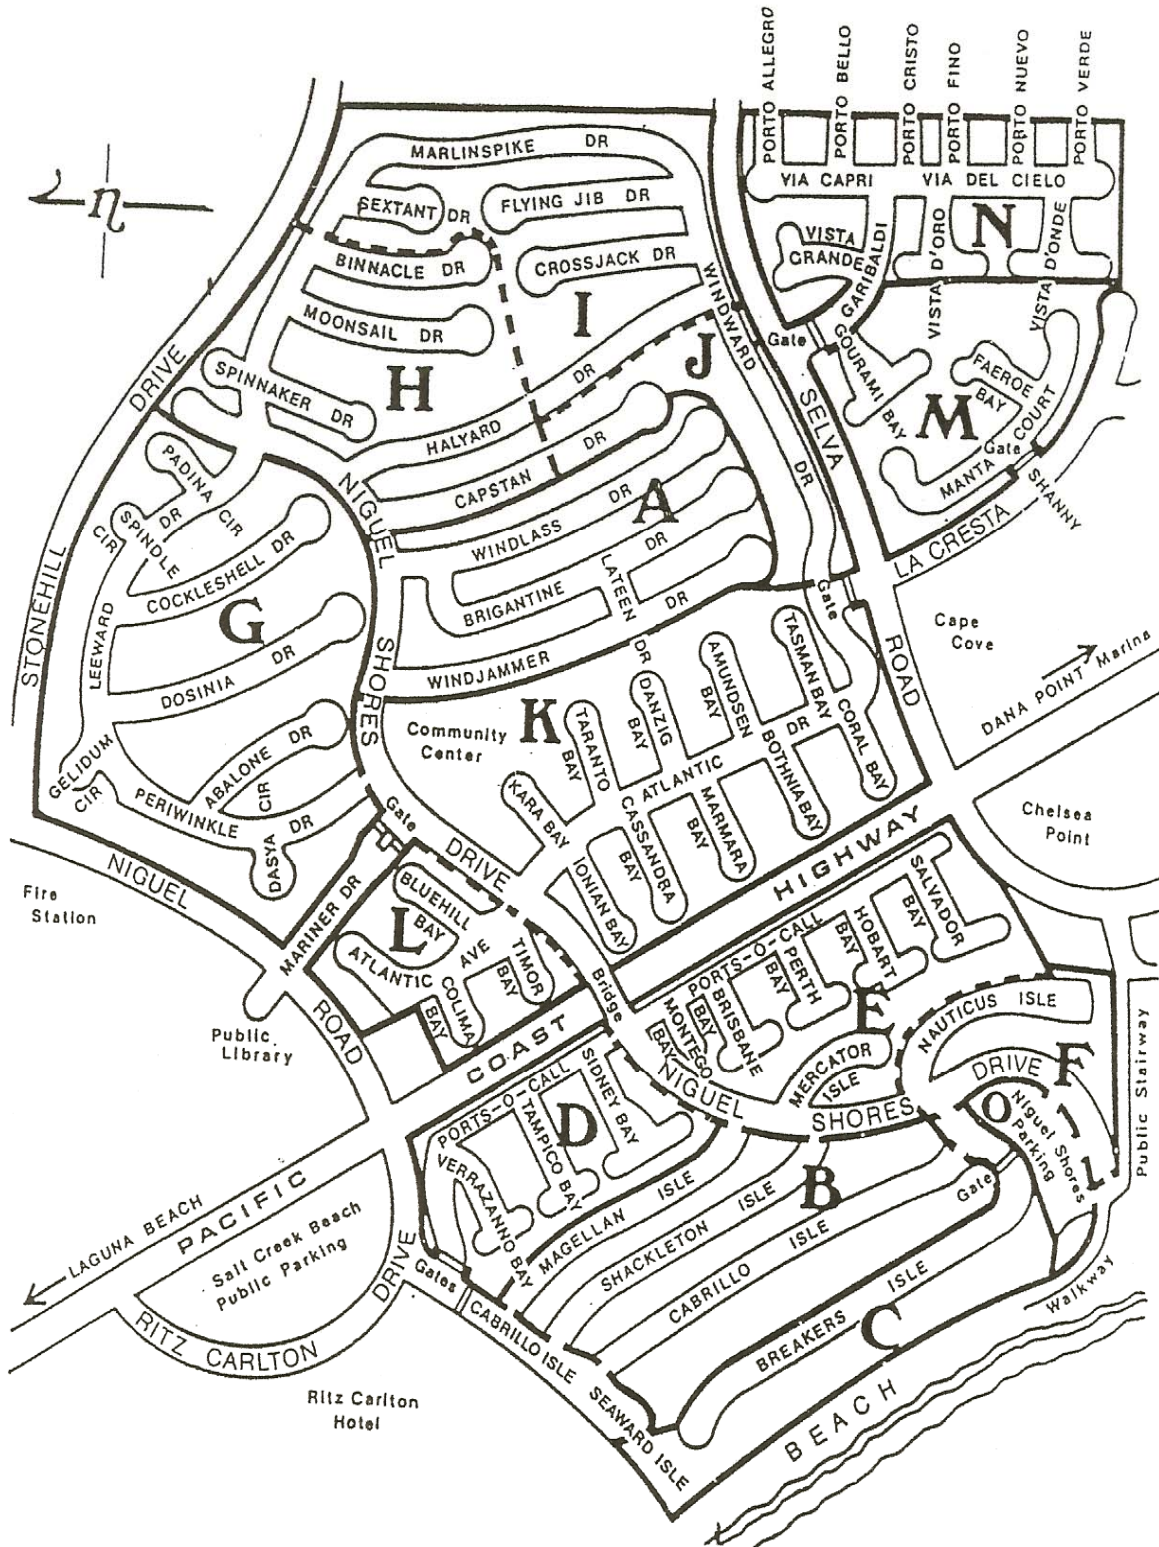 PORTO ALLEGRO
PORTO BELLO
PORTO CRISTO
PORTO FINO
PORTO NUEVO
PORTO VERDE
MARLINSPIKE DR
n
SEXTANT DR
FLYING JIB DR
VIA CAPRI
VIA DEL CIELO
BINNACLE DR
CROSSJACK DR
VISTA
GRANDE
GARIBALDI
VISTA D'ORO
N
VISTA D'ONDE
MOONSAIL DR
I
WINDWARD DR
J
Gate
GOURAMI BAY
FAEROE
BAY
M
SPINNAKER DR
H
HALYARD DR
CAPSTAN DR
SELVA ROAD
Gate
MANTA COURT
SHANNY
LA CRESTA
STONEHILL DRIVE
PADINA CIR
SPINDLE DR
LEEWARD CIR
COCKLESHELL DR
G
DOSINIA DR
NIGUEL SHORES DRIVE
WINDLASS DR
A
BRIGANTINE DR
LATEEN DR
WINDJAMMER DR
Gate
Cape
Cove
DANA POINT Marina
GELIDUM
CIR
PERIWINKLE DR
ABALONE DR
DASYA CIR
Community
Center
K
TARANTO
BAY
DANZIG
BAY
AMUNDSEN
BAY
TASMAN BAY
CORAL BAY
KARA BAY
ATLANTIC DR
BOTHNIA BAY
MARMARA
BAY
CASSANDRA
BAY
IONIAN BAY
Chelsea
Point
Gate
Fire
Station
NIGUEL ROAD
MARINER DR
BLUEHILL
BAY
L
ATLANTIC AVE
COLIMA
BAY
TIMOR
BAY
Bridge
Public
Library
PACIFIC COAST HIGHWAY
PORTS-O-CALL
SALVADOR
BAY
HOBART
BAY
PERTH
BAY
BRISBANE
BAY
MONTEGO
BAY
E
MERCATOR
ISLE
NAUTICUS ISLE
NIGUEL SHORES DRIVE
F
O
Niguel Shores
Parking
Public Stairway
PORTS-O-CALL
SIDNEY BAY
D
TAMPICO BAY
VERRAZANNO BAY
MAGELLAN ISLE
SHACKLETON ISLE
B
CABRILLO ISLE
Gate
BREAKERS ISLE
C
Walkway
LAGUNA BEACH
Salt Creek Beach
Public Parking
RITZ CARLTON DRIVE
Gates
CABRILLO ISLE
SEAWARD ISLE
Ritz Carlton
Hotel
BEACH